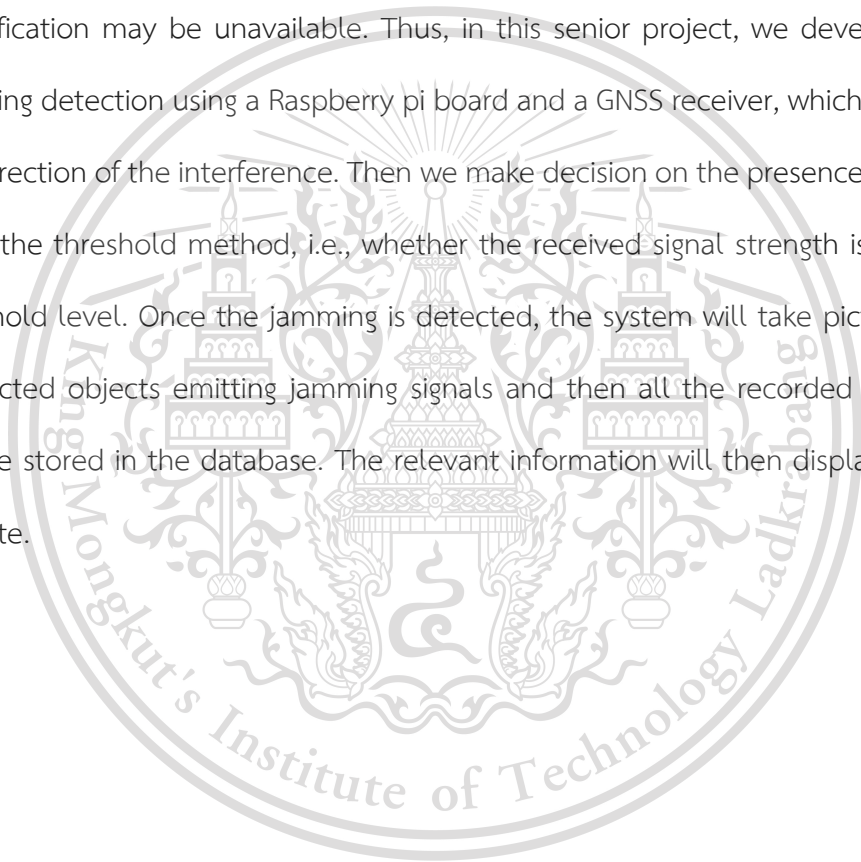 ification may be unavailable. Thus, in this senior project, we deve
ing detection using a Raspberry pi board and a GNSS receiver, which
rection of the interference. Then we make decision on the presence
the threshold method, i.e., whether the received signal strength is
hold level. Once the jamming is detected, the system will take pic
cted objects emitting jamming signals and then all the recorded
e stored in the database. The relevant information will then displa
te.
King Mongkut's Institute of Technology Ladkrabang